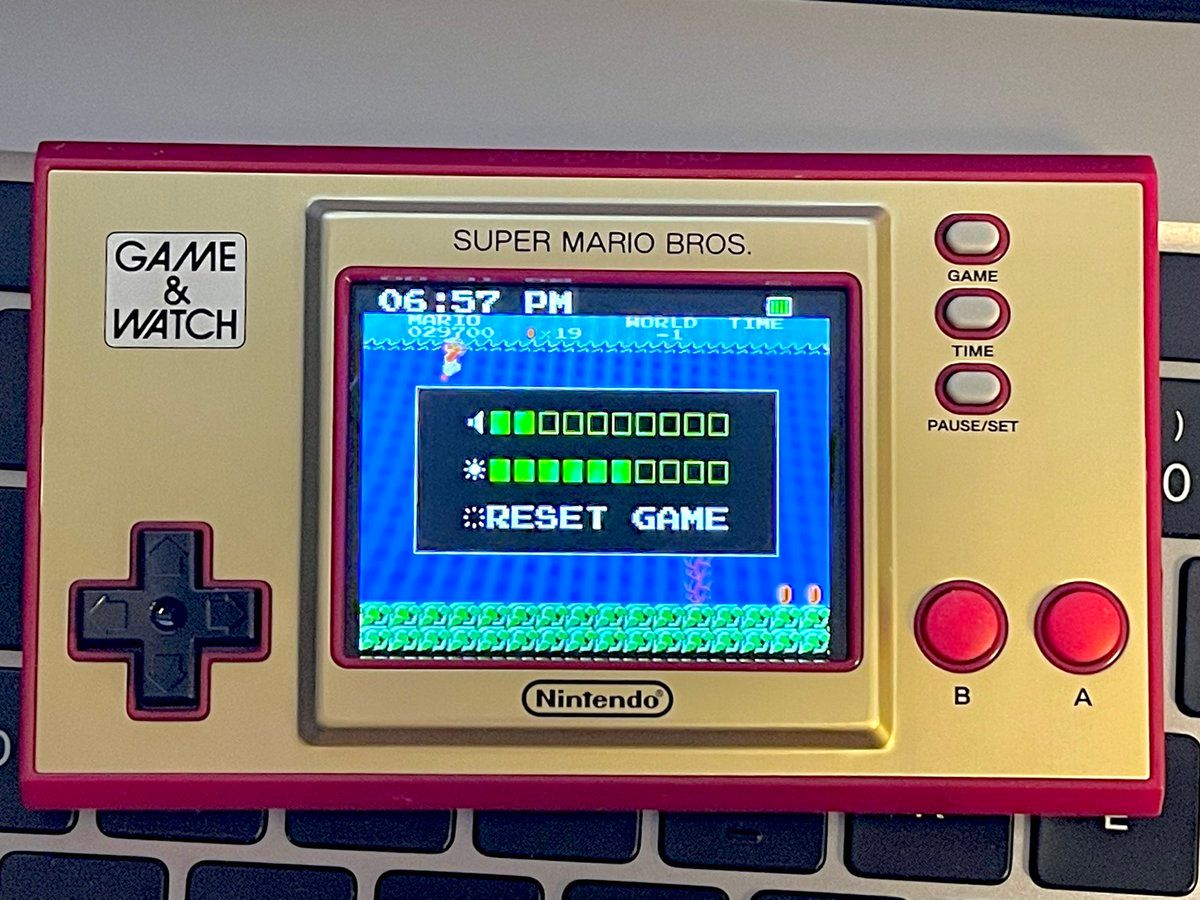 GAME
&
WATCH
SUPER MARIO BROS.
06:57 PM
MARIO WORLD TIME
029700 ×19 -1
RESET GAME
Nintendo®
GAME
TIME
PAUSE/SET
B A
)
0
E